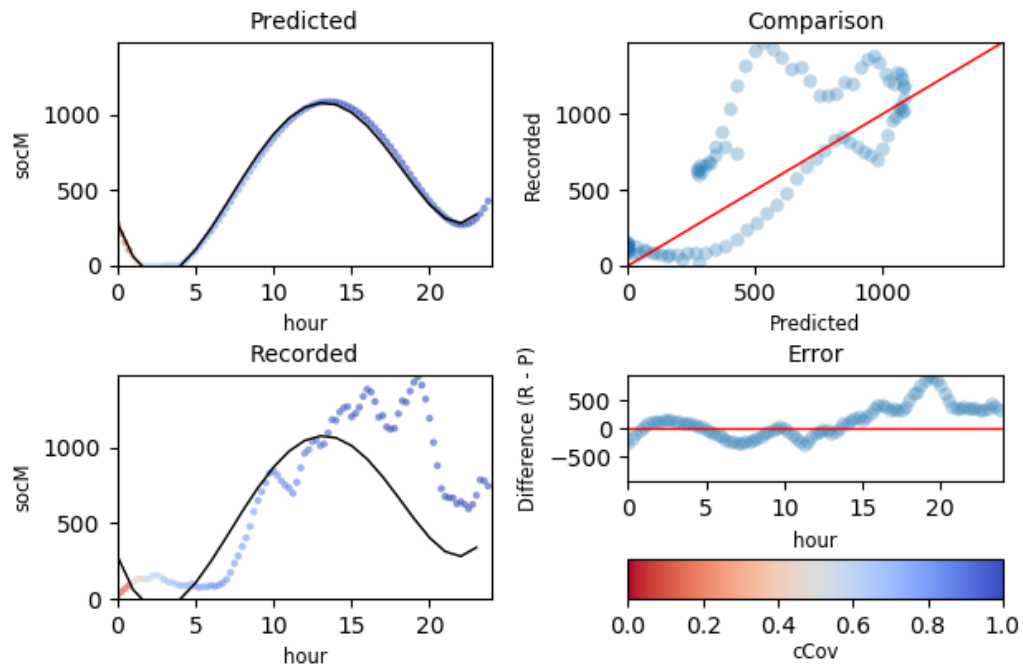 Predicted
socM
1000
500
0
0 5 10 15 20
hour
Comparison
Recorded
1000
500
0
0 500 1000
Predicted
Recorded
socM
1000
500
0
0 5 10 15 20
hour
Error
Difference (R - P)
500
0
−500
0 5 10 15 20
hour
0.0 0.2 0.4 0.6 0.8 1.0
cCov